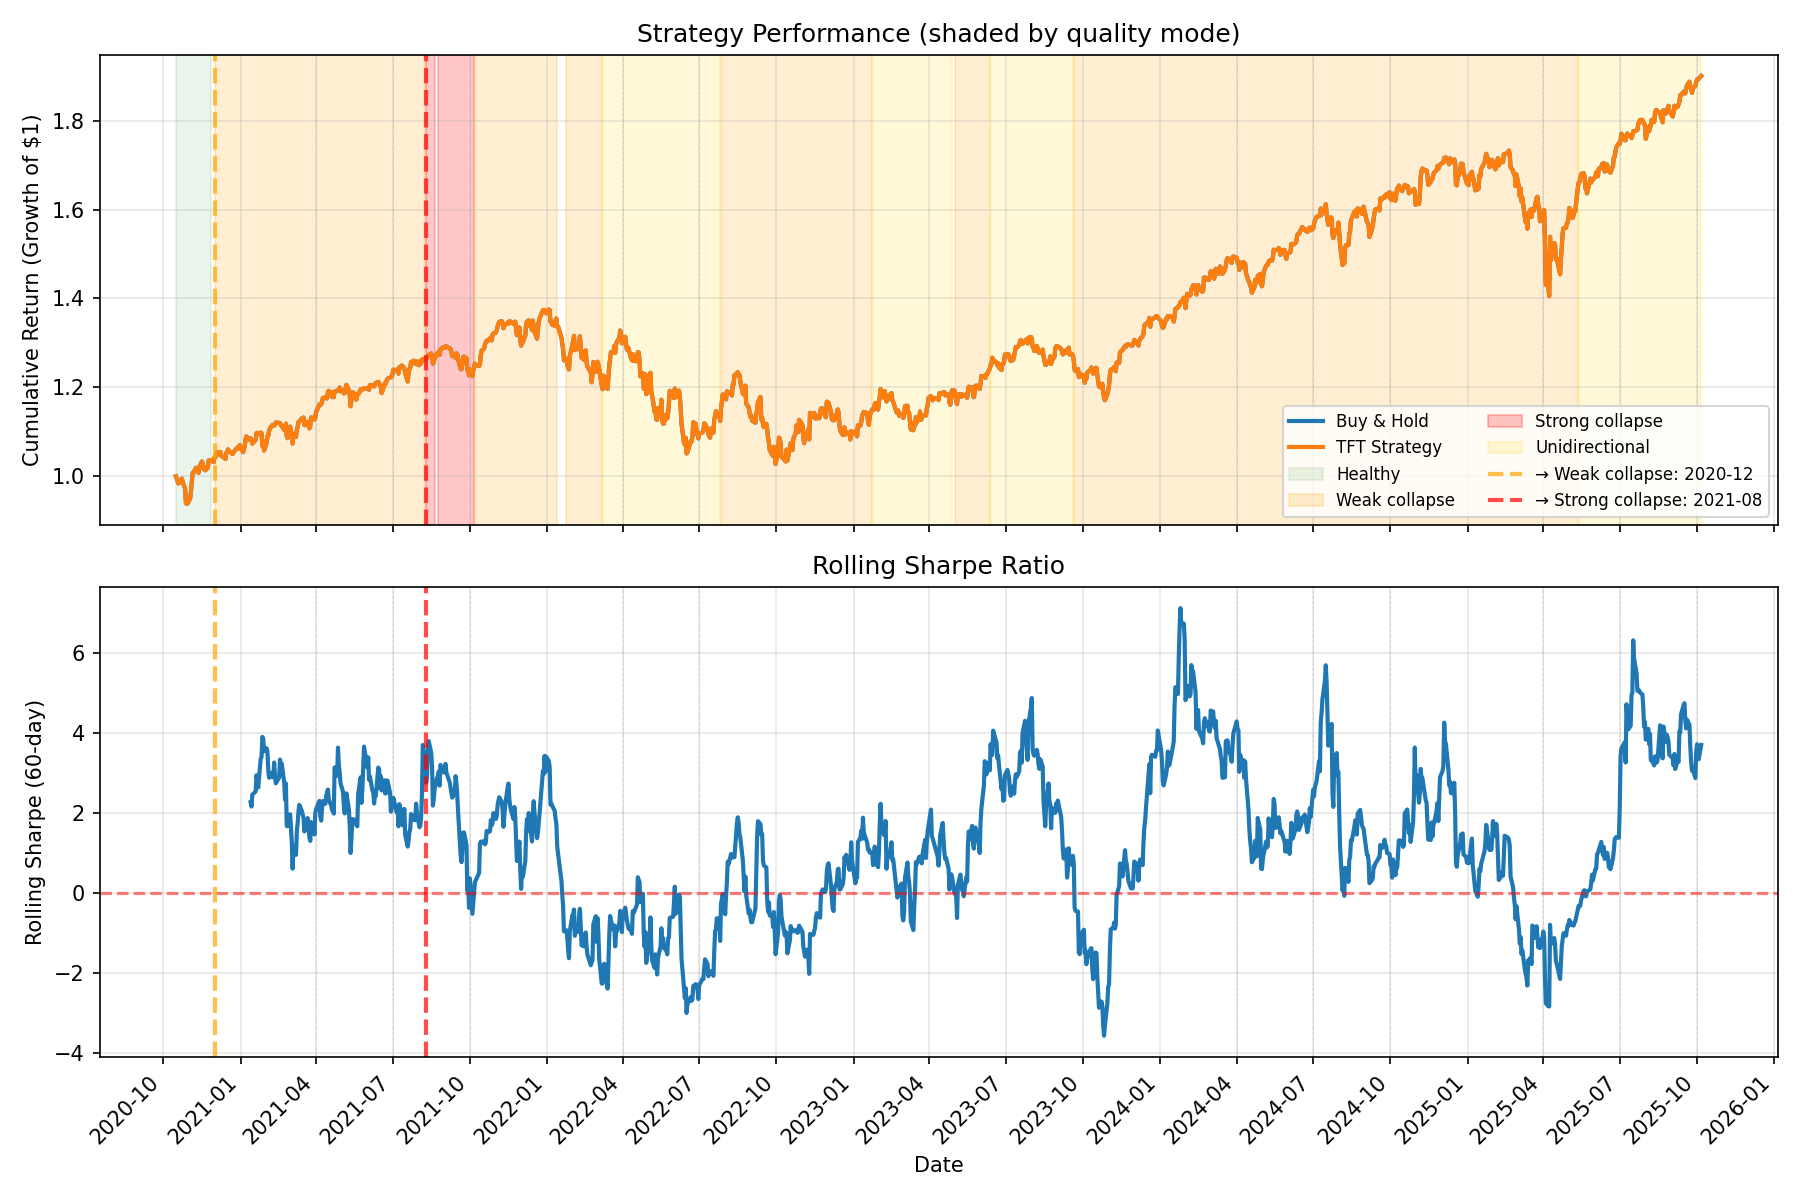 Strategy Performance (shaded by quality mode)
Cumulative Return (Growth of $1)
1.8
1.6
1.4
1.2
1.0
Buy & Hold
TFT Strategy
Healthy
Weak collapse
Strong collapse
Unidirectional
→ Weak collapse: 2020-12
→ Strong collapse: 2021-08
Rolling Sharpe Ratio
Rolling Sharpe (60-day)
6
4
2
0
−2
−4
2020-10
2021-01
2021-04
2021-07
2021-10
2022-01
2022-04
2022-07
2022-10
2023-01
2023-04
2023-07
2023-10
2024-01
2024-04
2024-07
2024-10
2025-01
2025-04
2025-07
2025-10
2026-01
Date